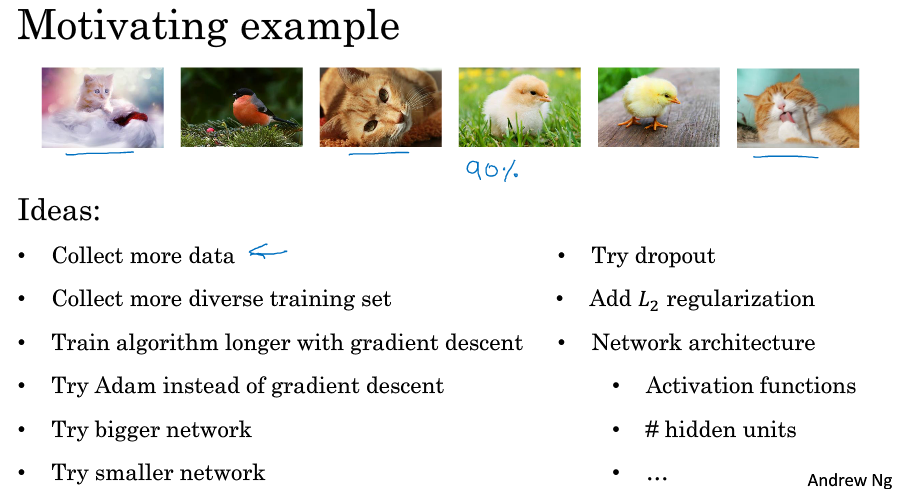 Motivating example
90%
Ideas:
• Collect more data
• Collect more diverse training set
• Train algorithm longer with gradient descent
• Try Adam instead of gradient descent
• Try bigger network
• Try smaller network
• Try dropout
• Add L₂ regularization
• Network architecture
• Activation functions
• # hidden units
• ...
Andrew Ng